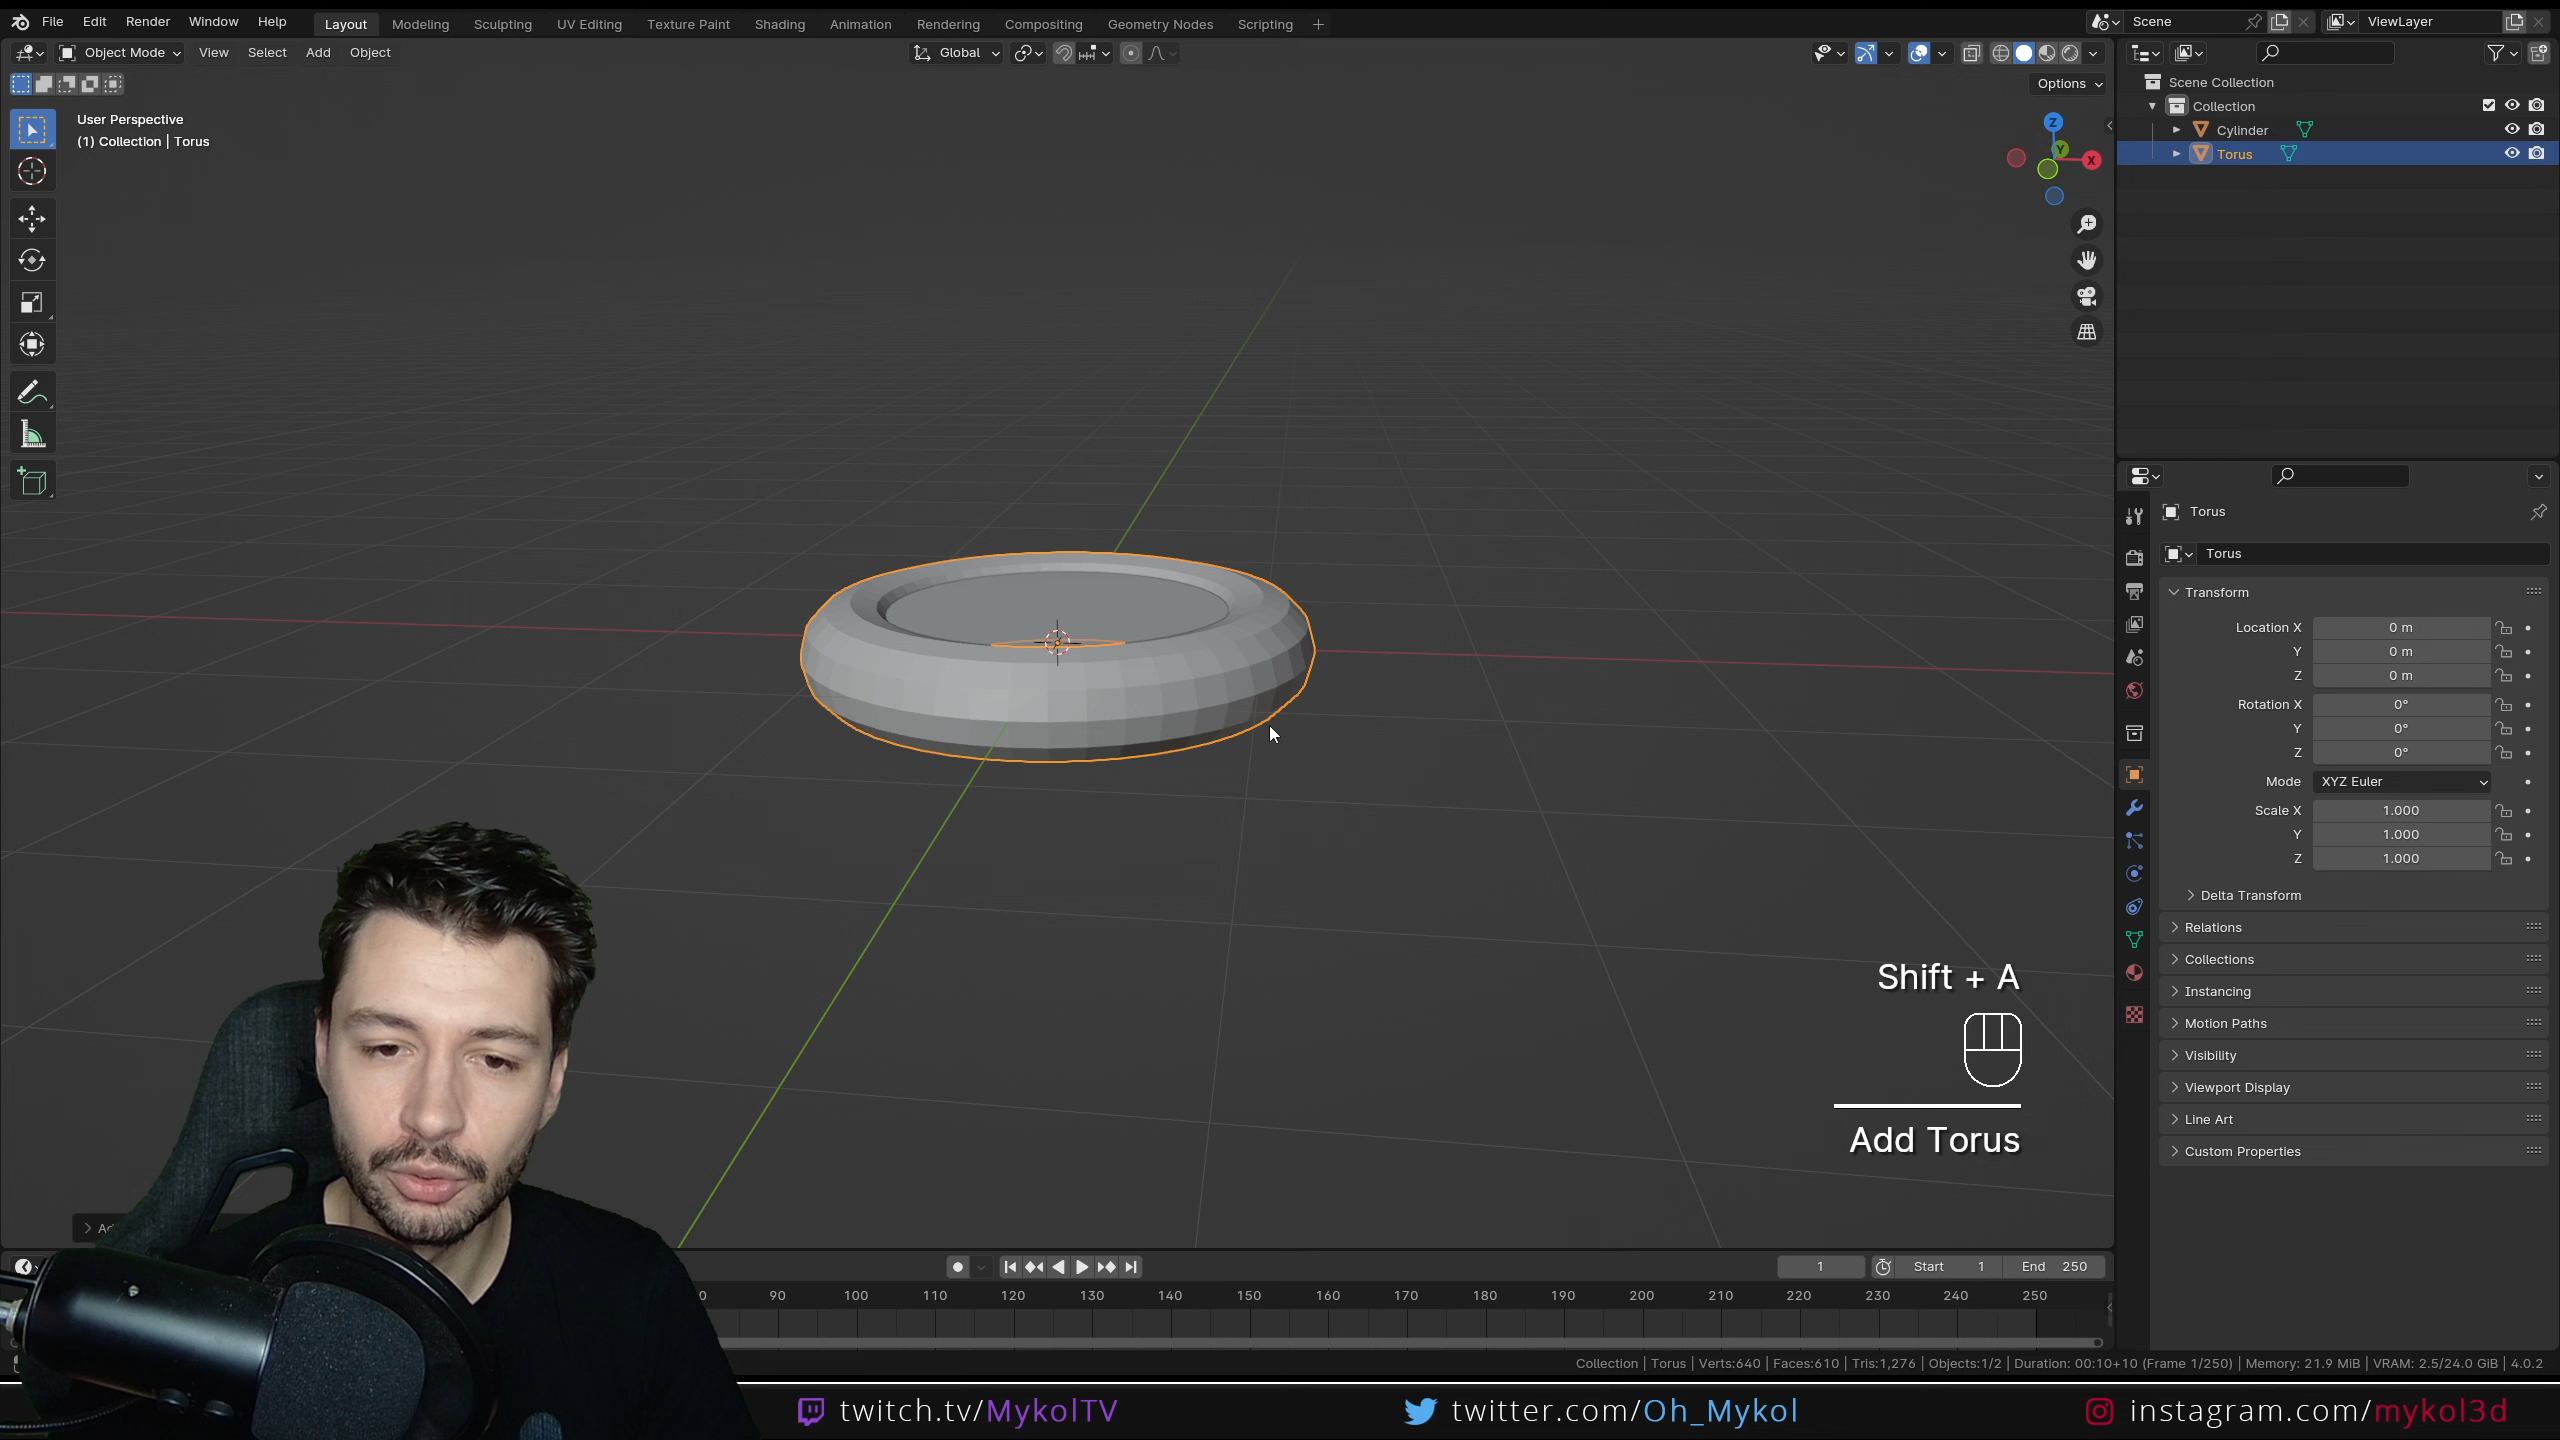 File Edit Render Window Help Layout Modeling Sculpting UV Editing Texture Paint Shading Animation Rendering Compositing Geometry Nodes Scripting Scene ViewLayer
Object Mode View Select Add Object Global
Options
User Perspective
(1) Collection | Torus
Z
Y
X
Scene Collection
Collection
Cylinder
Torus
Torus
Torus
Transform
Location X 0 m
Y 0 m
Z 0 m
Rotation X 0°
Y 0°
Z 0°
Mode XYZ Euler
Scale X 1.000
Y 1.000
Z 1.000
Delta Transform
Relations
Collections
Instancing
Motion Paths
Visibility
Viewport Display
Line Art
Custom Properties
Shift + A
Add Torus
1 Start 1 End 250
90 100 110 120 130 140 150 160 170 180 190 200 210 220 230 240 250
Collection | Torus | Verts:640 | Faces:610 | Tris:1,276 | Objects:1/2 | Duration: 00:10+10 (Frame 1/250) | Memory: 21.9 MiB | VRAM: 2.5/24.0 GiB | 4.0.2
twitch.tv/MykolTV twitter.com/Oh_Mykol instagram.com/mykol3d